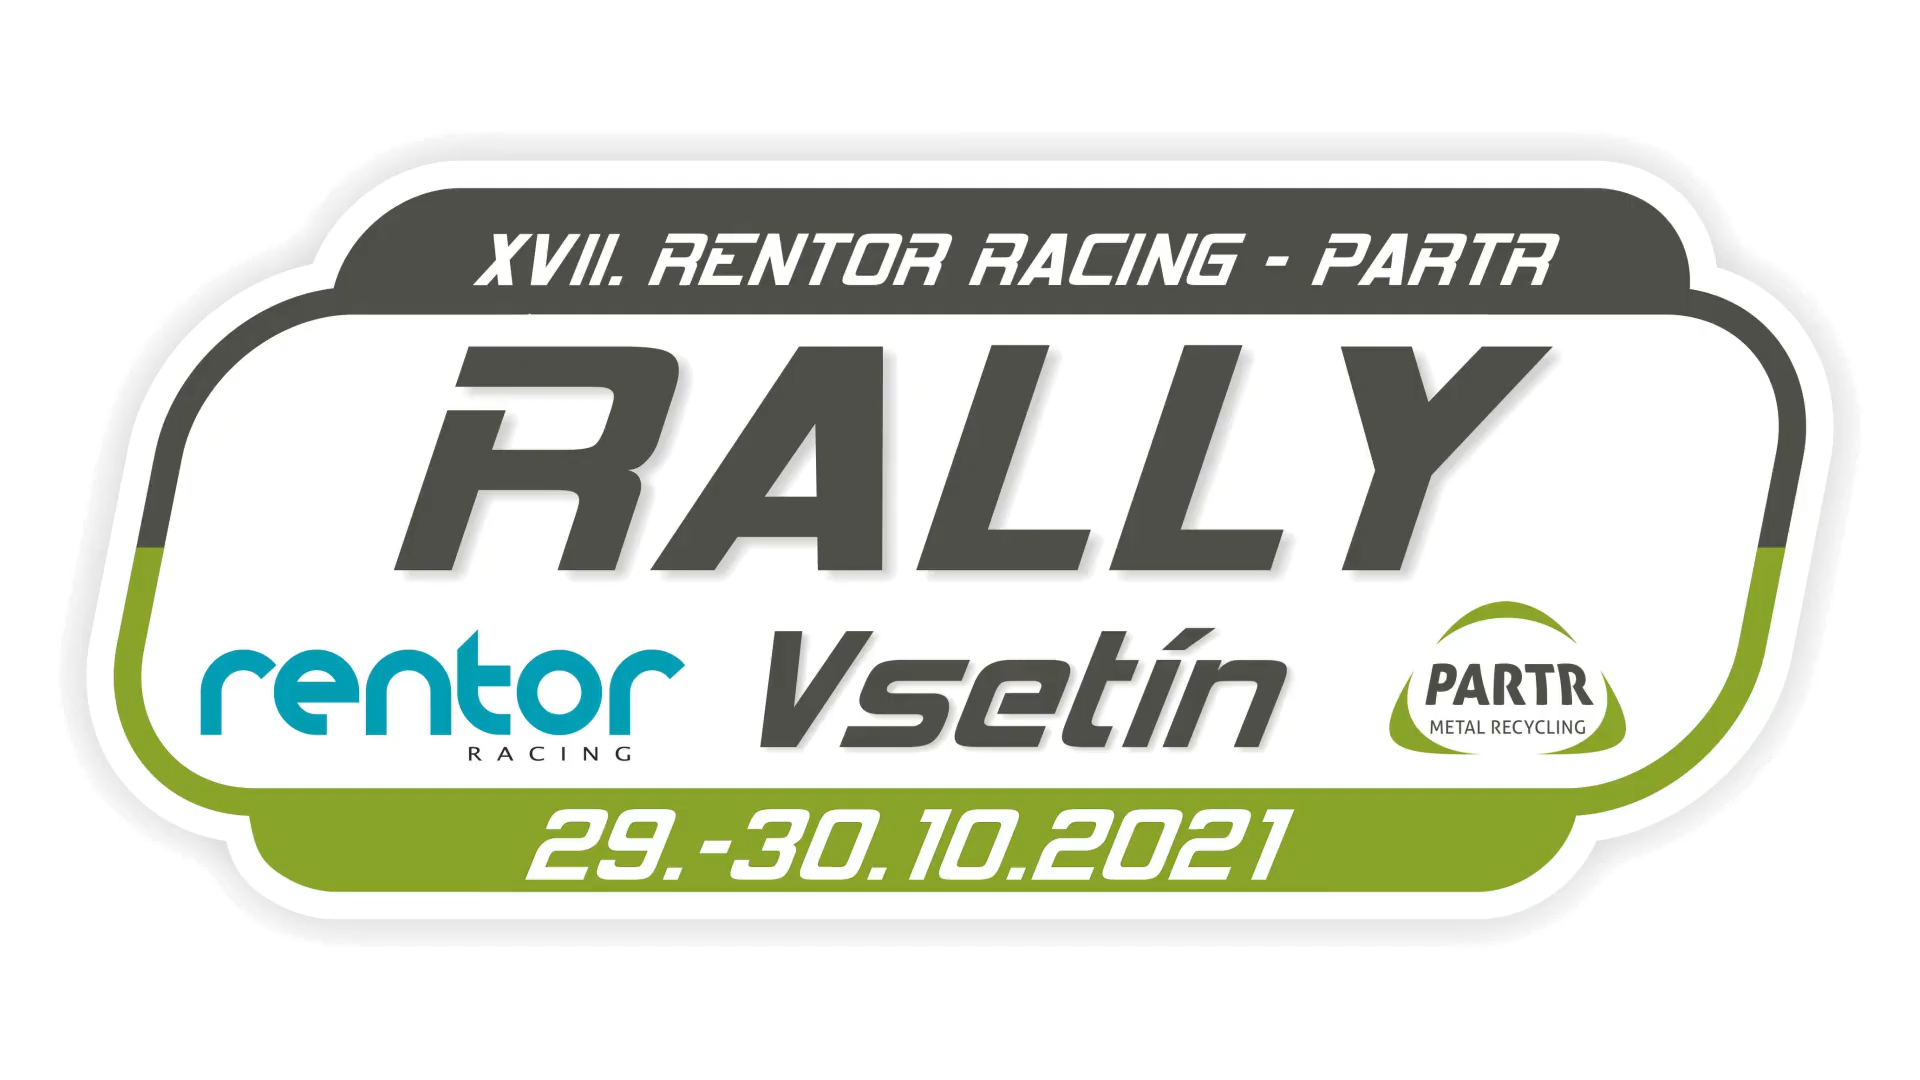 XVII. RENTOR RACING - PARTR
RALLY
rentor
RACING
Vsetín
PARTR
METAL RECYCLING
29.-30.10.2021